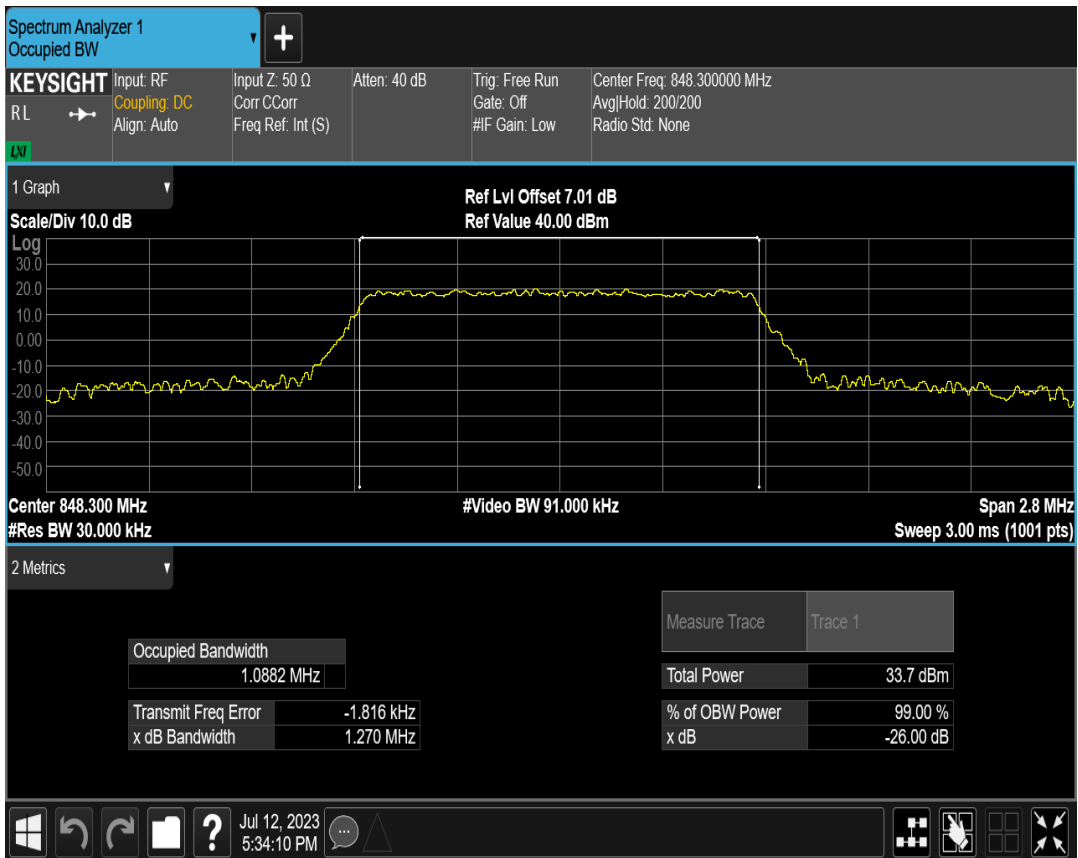 Spectrum Analyzer 1
Occupied BW
KEYSIGHT
Input: RF
Input Z: 50 Ω
Atten: 40 dB
Trig: Free Run
Center Freq: 848.300000 MHz
RL
Coupling: DC
Corr CCorr
Gate: Off
Avg|Hold: 200/200
Align: Auto
Freq Ref: Int (S)
#IF Gain: Low
Radio Std: None
LXI
1 Graph
Ref Lvl Offset 7.01 dB
Scale/Div 10.0 dB
Ref Value 40.00 dBm
Log
30.0
20.0
10.0
0.00
-10.0
-20.0
-30.0
-40.0
-50.0
Center 848.300 MHz
#Video BW 91.000 kHz
Span 2.8 MHz
#Res BW 30.000 kHz
Sweep 3.00 ms (1001 pts)
2 Metrics
Measure Trace
Trace 1
Occupied Bandwidth
1.0882 MHz
Total Power
33.7 dBm
Transmit Freq Error
-1.816 kHz
% of OBW Power
99.00 %
x dB Bandwidth
1.270 MHz
x dB
-26.00 dB
?
Jul 12, 2023
5:34:10 PM